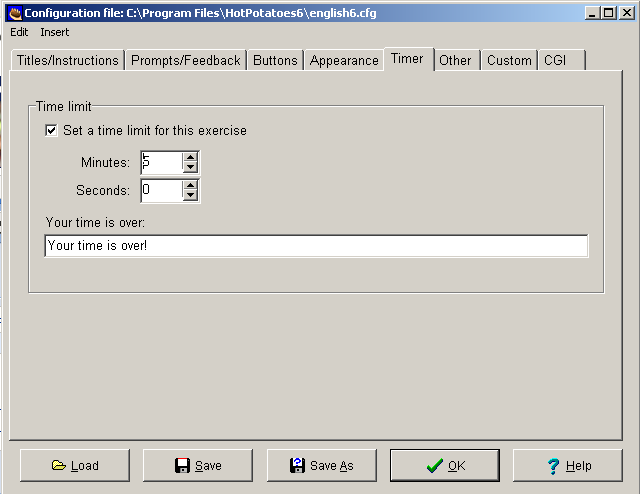 Configuration file: C:\Program Files\HotPotatoes6\english6.cfg
Edit Insert
Titles/Instructions Prompts/Feedback Buttons Appearance Timer Other Custom CGI
Time limit
Set a time limit for this exercise
Minutes: 5
Seconds: 0
Your time is over:
Your time is over!
Load Save Save As OK Help